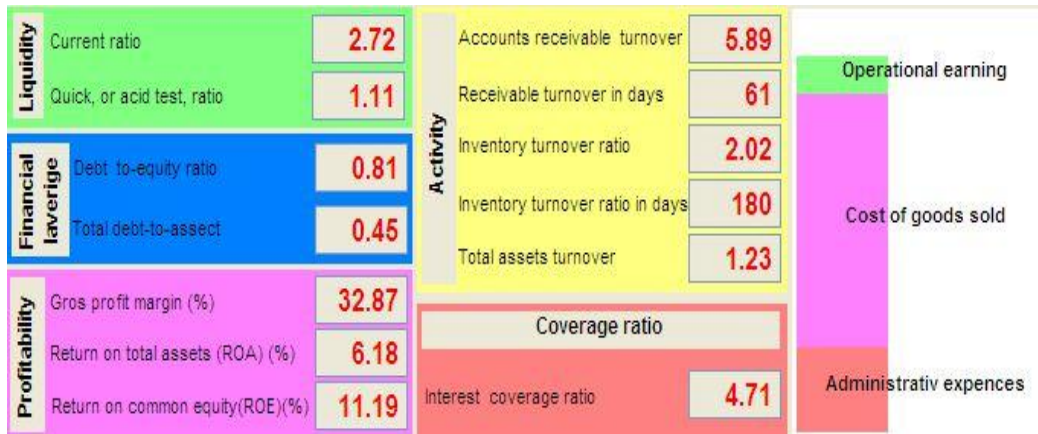 Liquidity
Current ratio 2.72
Quick, or acid test, ratio 1.11
Financial laverige
Debt to-equity ratio 0.81
Total debt-to-assect 0.45
Profitability
Gros profit margin (%) 32.87
Return on total assets (ROA) (%) 6.18
Return on common equity(ROE)(%) 11.19
Activity
Accounts receivable turnover 5.89
Receivable turnover in days 61
Inventory turnover ratio 2.02
Inventory turnover ratio in days 180
Total assets turnover 1.23
Coverage ratio
Interest coverage ratio 4.71
Operational earning
Cost of goods sold
Administrativ expences